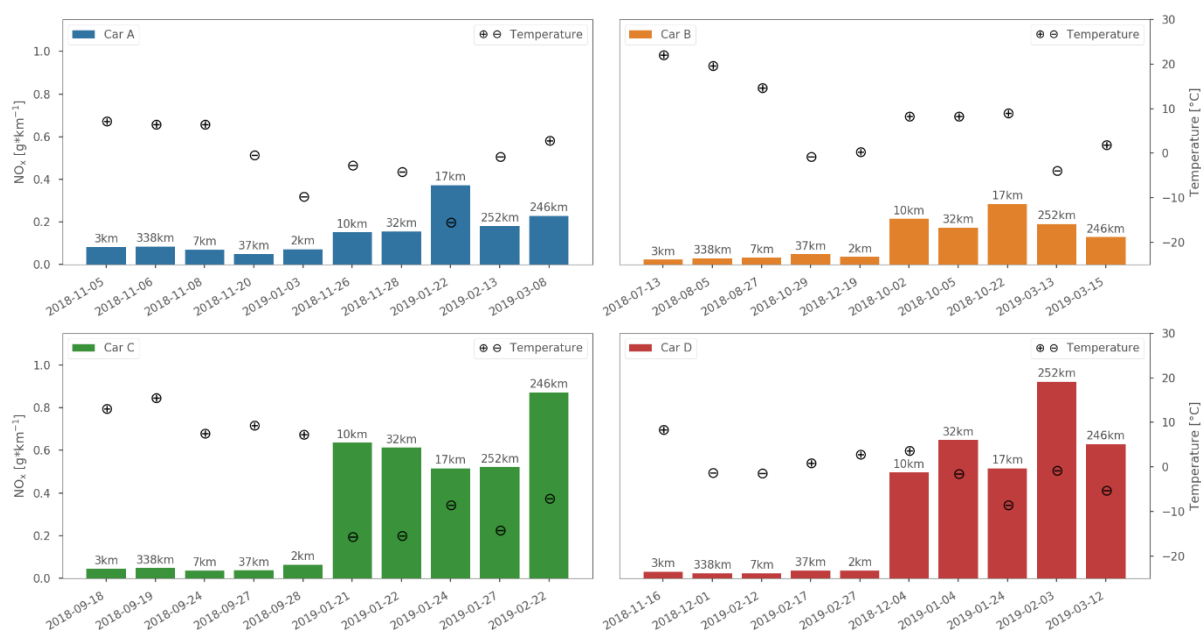 Car A
⊕ ⊖ Temperature
NOx [g*km−1]
1.0
0.8
0.6
0.4
0.2
0.0
3km 338km 7km 37km 2km 10km 32km 17km 252km 246km
2018-11-05 2018-11-06 2018-11-08 2018-11-20 2019-01-03 2018-11-26 2018-11-28 2019-01-22 2019-02-13 2019-03-08
Car B
⊕ ⊖ Temperature
3km 338km 7km 37km 2km 10km 32km 17km 252km 246km
30
20
10
0
−10
−20
Temperature [°C]
2018-07-13 2018-08-05 2018-08-27 2018-10-29 2018-12-19 2018-10-02 2018-10-05 2018-10-22 2019-03-13 2019-03-15
Car C
⊕ ⊖ Temperature
NOx [g*km−1]
1.0
0.8
0.6
0.4
0.2
0.0
3km 338km 7km 37km 2km 10km 32km 17km 252km 246km
2018-09-18 2018-09-19 2018-09-24 2018-09-27 2018-09-28 2019-01-21 2019-01-22 2019-01-24 2019-01-27 2019-02-22
Car D
⊕ ⊖ Temperature
3km 338km 7km 37km 2km 10km 32km 17km 252km 246km
30
20
10
0
−10
−20
Temperature [°C]
2018-11-16 2018-12-01 2019-02-12 2019-02-17 2019-02-27 2018-12-04 2019-01-04 2019-01-24 2019-02-03 2019-03-12